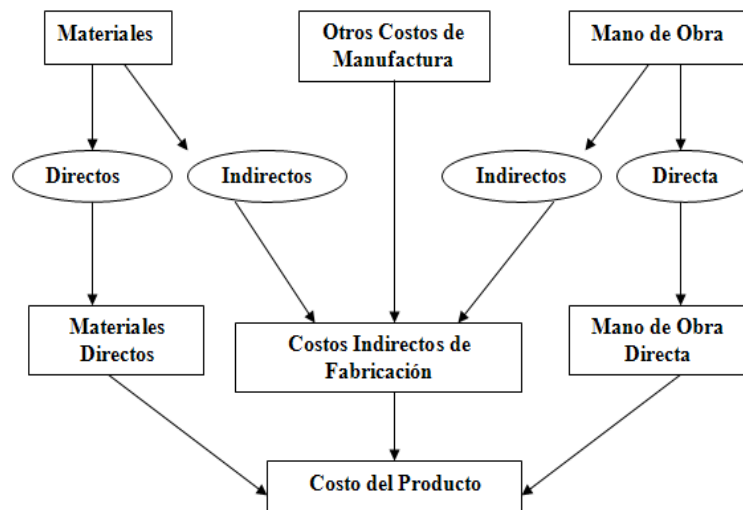 Materiales
Otros Costos de
Manufactura
Mano de Obra
Directos
Indirectos
Indirectos
Directa
Materiales
Directos
Costos Indirectos de
Fabricación
Mano de Obra
Directa
Costo del Producto